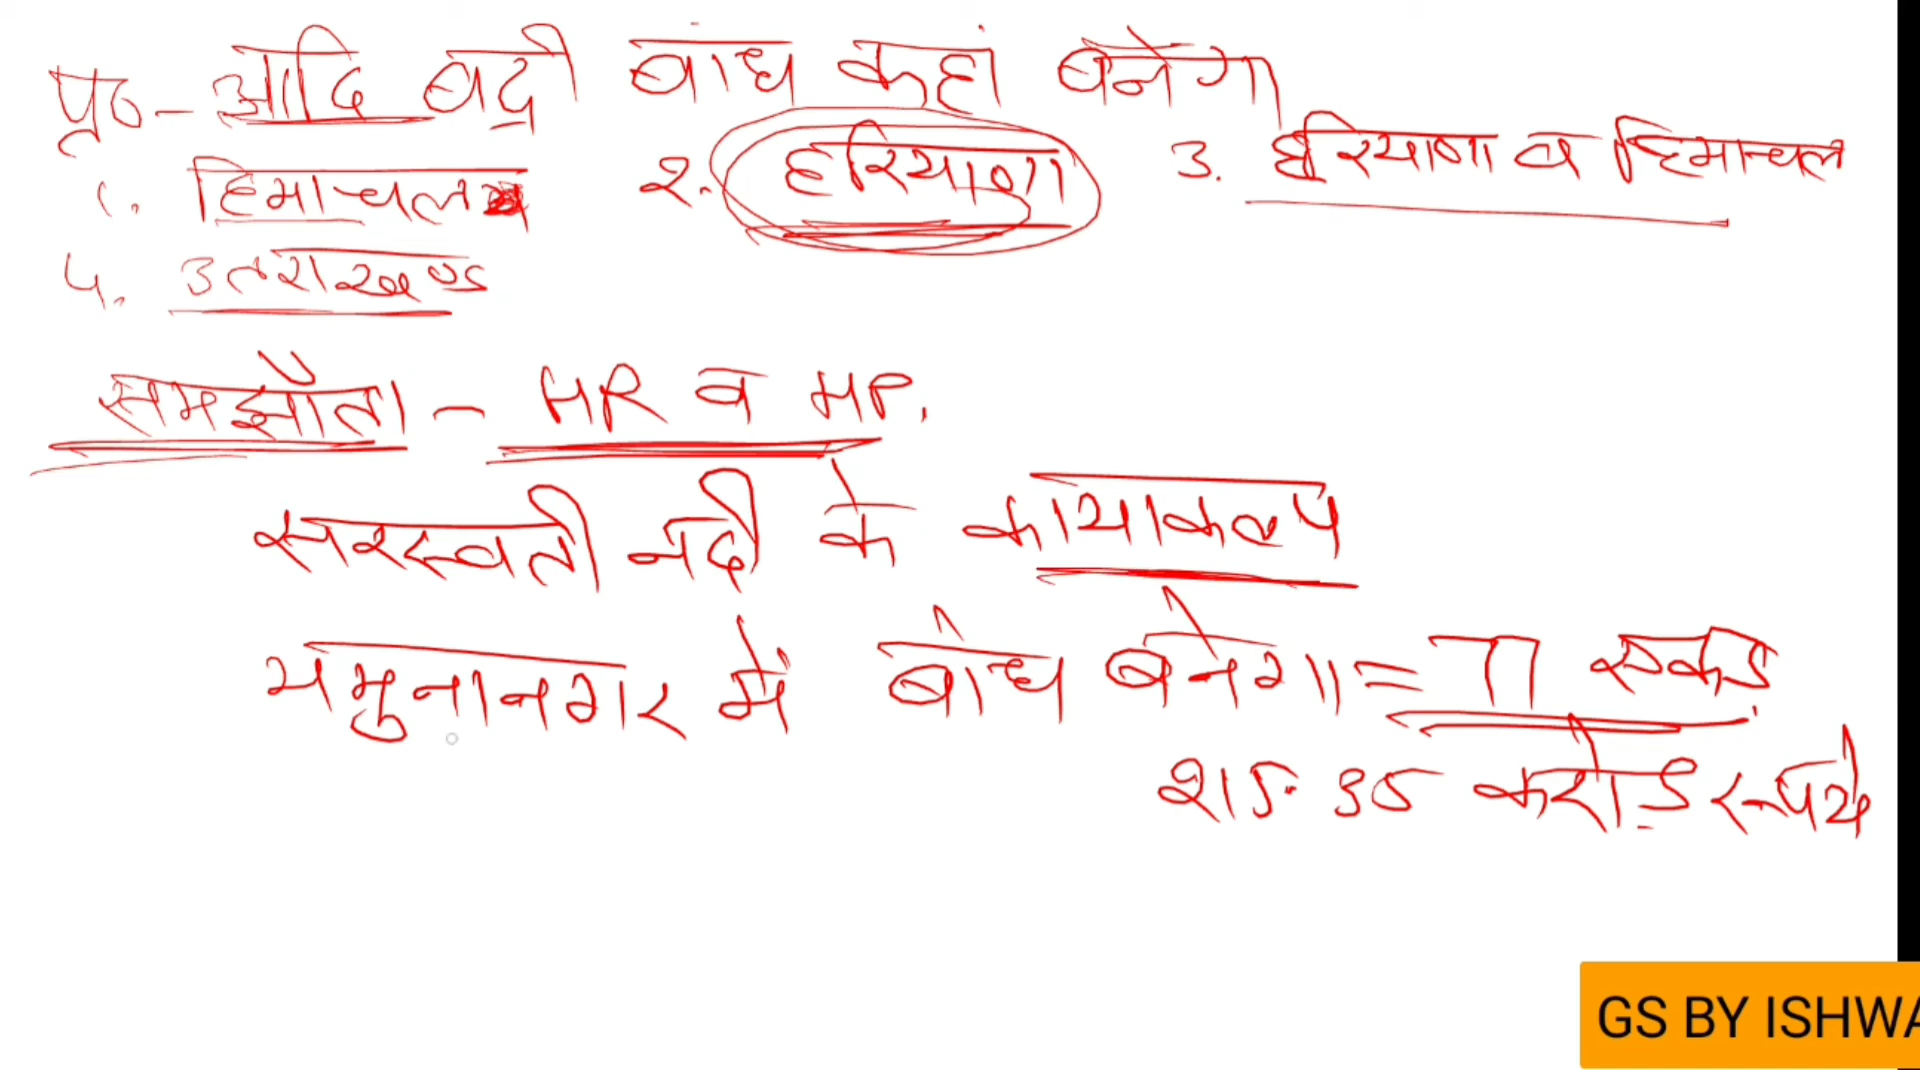 प्र०- आदि बद्री बांध कहां बनेगा
1. हिमाचल 2. हरियाणा 3. हरियाणा व हिमाचल
4. उत्तराखण्ड
समझौता - HR व HP.
सरस्वती नदी के कायाकल्प
यमुनानगर में बांध बनेगा = 77 एकड़
215.35 करोड़ रूपये
GS BY ISHWA